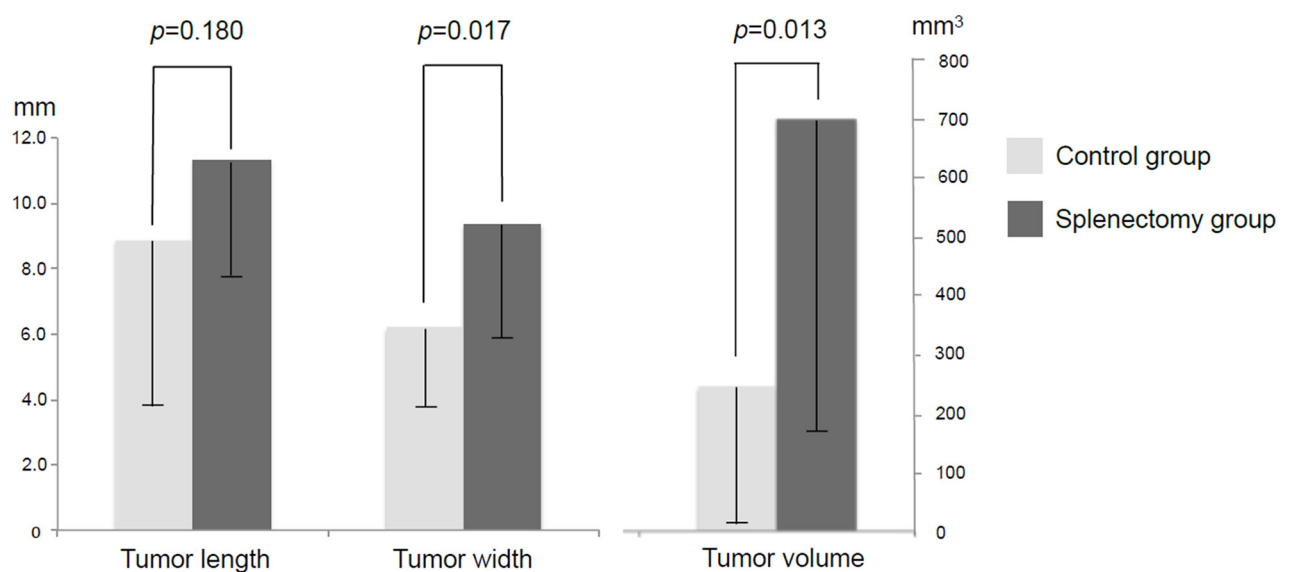 p=0.180
p=0.017
p=0.013
mm
12.0
10.0
8.0
6.0
4.0
2.0
0
mm³
800
700
600
500
400
300
200
100
0
Tumor length
Tumor width
Tumor volume
Control group
Splenectomy group